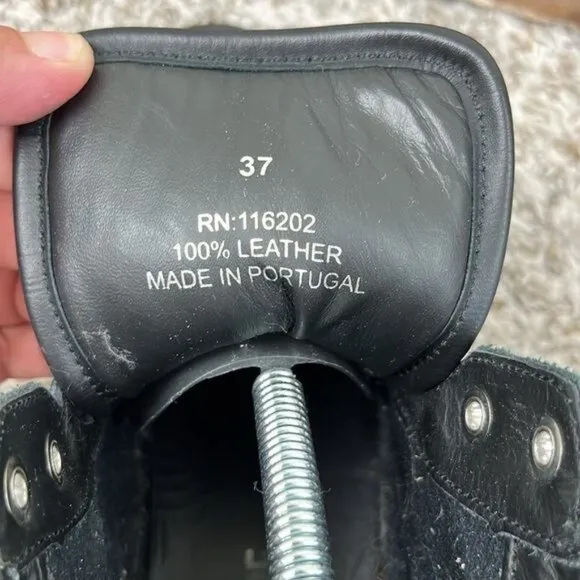 37
RN:116202
100% LEATHER
MADE IN PORTUGAL